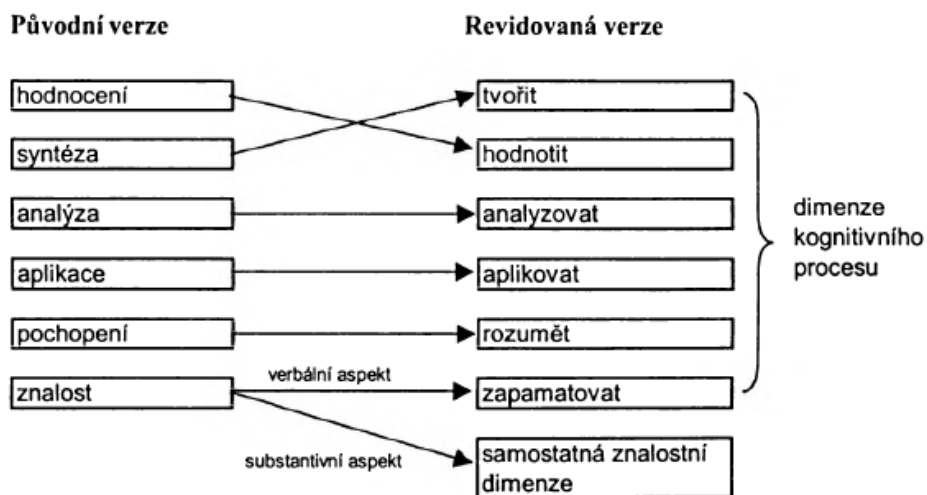 Původní verze
Revidovaná verze
hodnocení
tvořit
syntéza
hodnotit
analýza
analyzovat
aplikace
aplikovat
pochopení
rozumět
znalost
verbální aspekt
zapamatovat
substantivní aspekt
samostatná znalostní
dimenze
dimenze
kognitivního
procesu